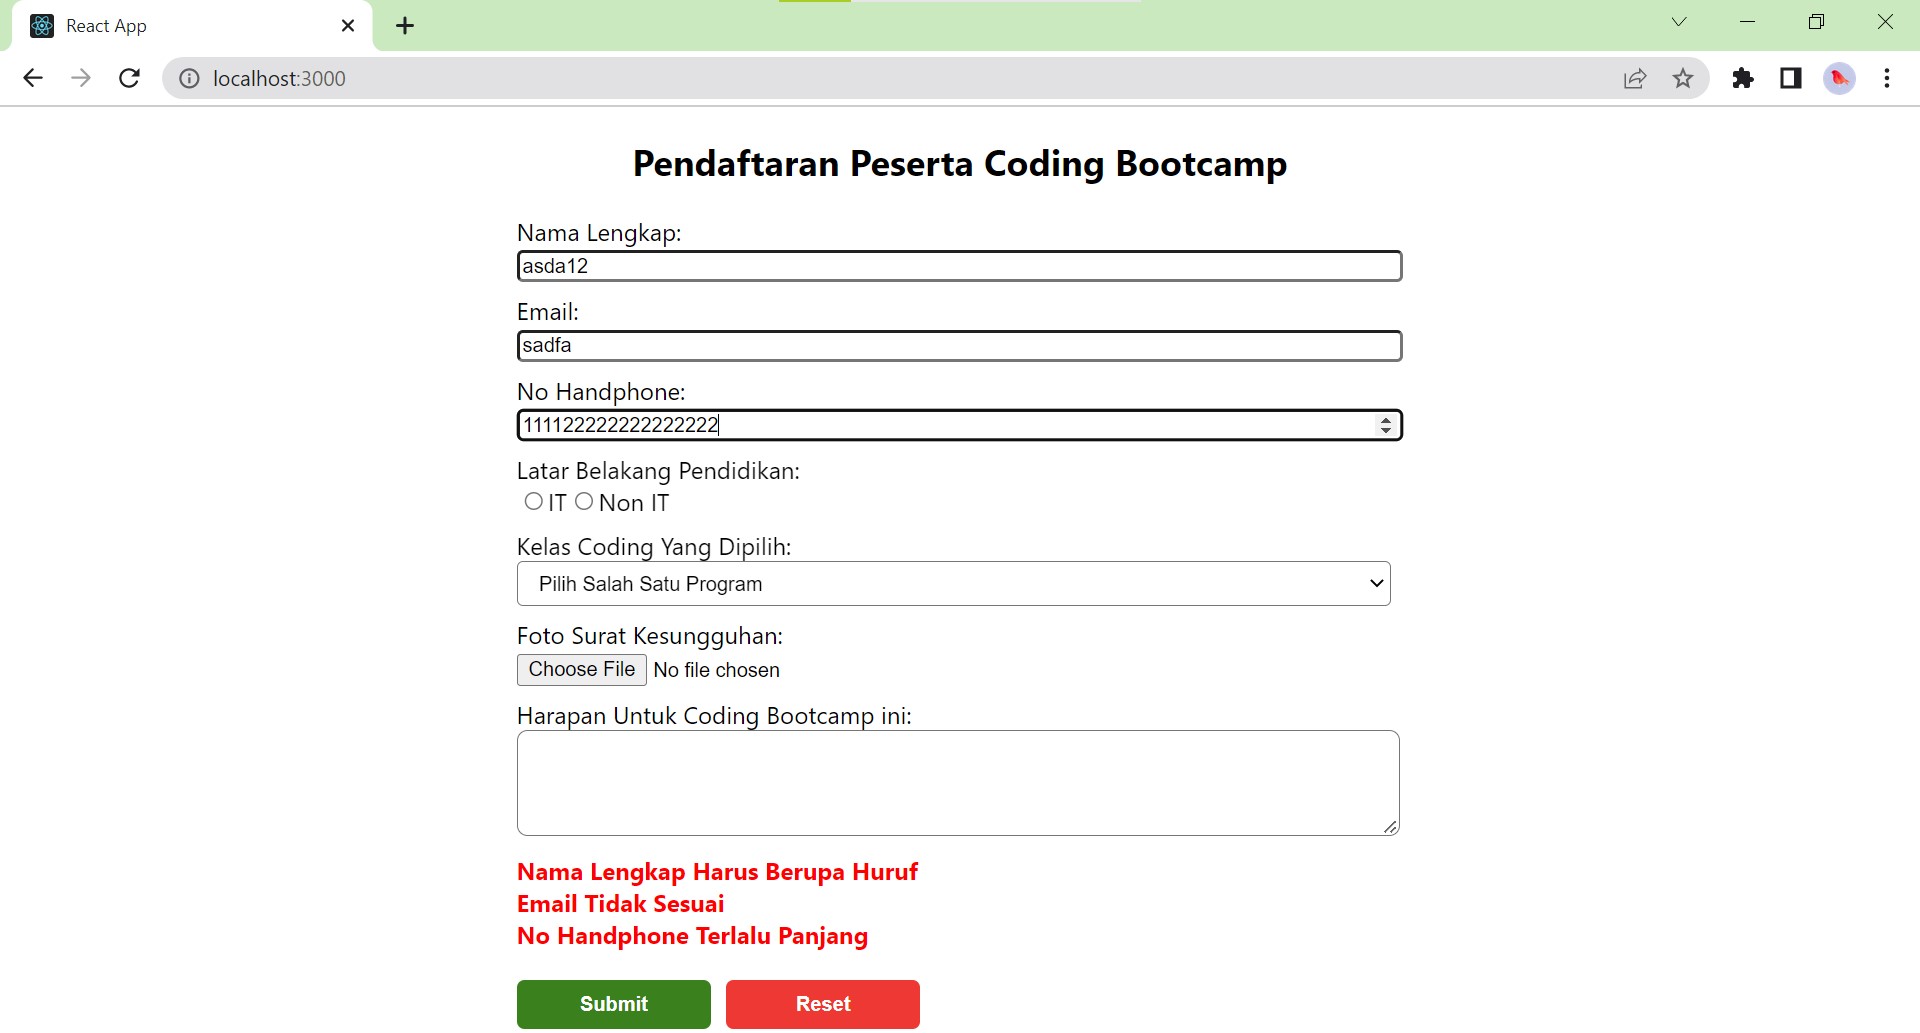 React App
localhost:3000
Pendaftaran Peserta Coding Bootcamp
Nama Lengkap:
asda12
Email:
sadfa
No Handphone:
111122222222222222
Latar Belakang Pendidikan:
IT Non IT
Kelas Coding Yang Dipilih:
Pilih Salah Satu Program
Foto Surat Kesungguhan:
Choose File No file chosen
Harapan Untuk Coding Bootcamp ini:
Nama Lengkap Harus Berupa Huruf
Email Tidak Sesuai
No Handphone Terlalu Panjang
Submit Reset